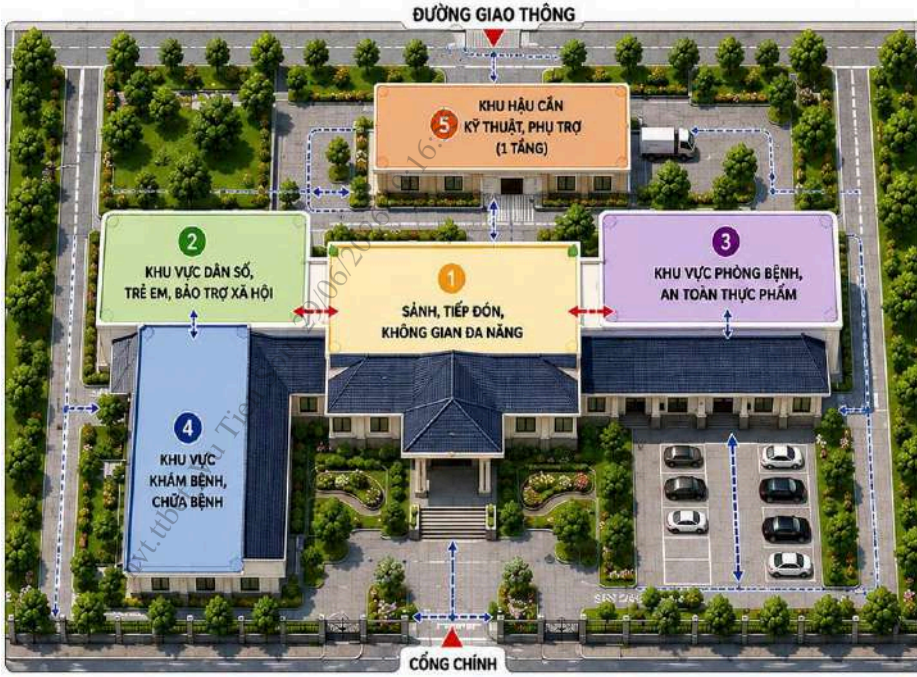 ĐƯỜNG GIAO THÔNG
5
KHU HẬU CẦN
KỸ THUẬT, PHỤ TRỢ
(1 TẦNG)
2
KHU VỰC DÂN SỐ,
TRẺ EM, BẢO TRỢ XÃ HỘI
1
SẢNH, TIẾP ĐÓN,
KHÔNG GIAN ĐA NĂNG
3
KHU VỰC PHÒNG BỆNH,
AN TOÀN THỰC PHẨM
4
KHU VỰC
KHÁM BỆNH,
CHỮA BỆNH
CỔNG CHÍNH